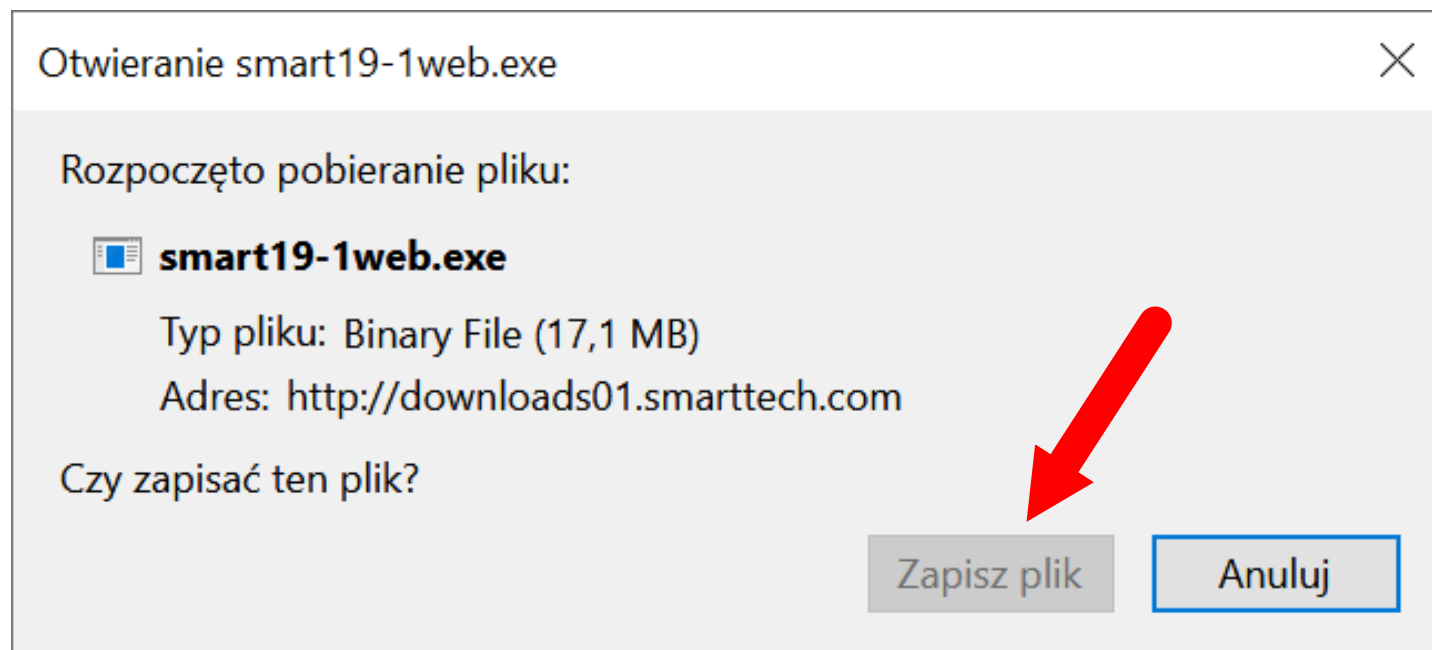 Otwieranie smart19-1web.exe
Rozpoczęto pobieranie pliku:
smart19-1web.exe
Typ pliku: Binary File (17,1 MB)
Adres: http://downloads01.smarttech.com
Czy zapisać ten plik?
Zapisz plik Anuluj